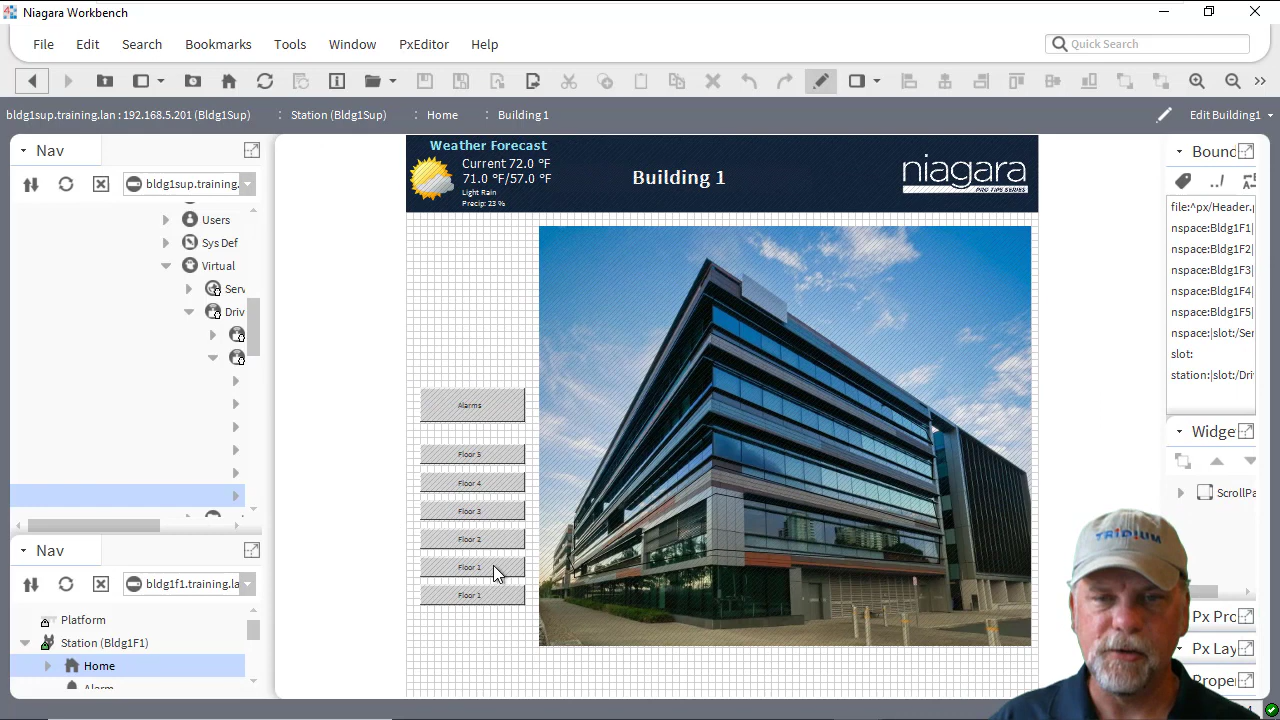 Niagara Workbench
File Edit Search Bookmarks Tools Window PxEditor Help
Quick Search
bldg1sup.training.lan : 192.168.5.201 (Bldg1Sup) : Station (Bldg1Sup) : Home : Building 1
Edit Building1
Nav
bldg1sup.training.
Users
Sys Def
Virtual
Serv
Driv
Nav
bldg1f1.training.la
Platform
Station (Bldg1F1)
Home
Alarm
Weather Forecast
Current 72.0 °F
71.0 °F/57.0 °F
Light Rain
Precip: 23 %
Building 1
niagara
PRO TIPS SERIES
Alarms
Floor 5
Floor 4
Floor 3
Floor 2
Floor 1
Floor 1
Bound
file:^px/Header.p
nspace:Bldg1F1|
nspace:Bldg1F2|
nspace:Bldg1F3|
nspace:Bldg1F4|
nspace:Bldg1F5|
nspace:|slot:/Ser
slot:
station:|slot:/Dri
Widge
ScrollPa
Px Pro
Px Lay
Prope
TRIDIUM